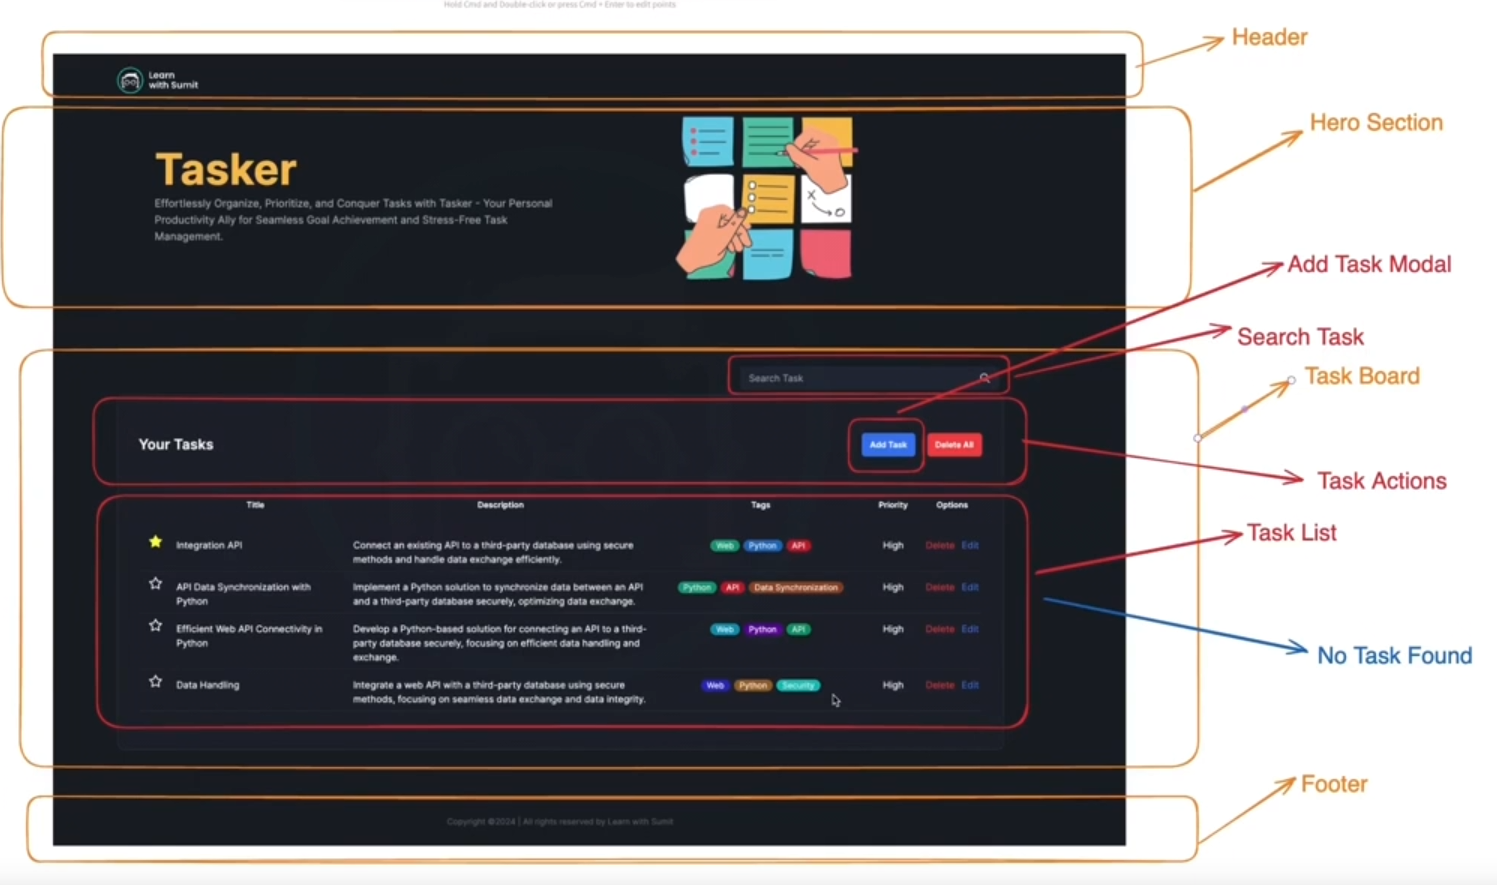 Hold Cmd and Double-click or press Cmd + Enter to edit points
Header
Learn
with Sumit
Hero Section
Tasker
Effortlessly Organize, Prioritize, and Conquer Tasks with Tasker - Your Personal
Productivity Ally for Seamless Goal Achievement and Stress-Free Task
Management.
Add Task Modal
Search Task
Task Board
Search Task
Your Tasks
Add Task
Delete All
Task Actions
Task List
Title Description Tags Priority Options
Integration API
Connect an existing API to a third-party database using secure
methods and handle data exchange efficiently.
Web Python API
High
Delete Edit
API Data Synchronization with
Python
Implement a Python solution to synchronize data between an API
and a third-party database securely, optimizing data exchange.
Python API Data Synchronization
High
Delete Edit
Efficient Web API Connectivity in
Python
Develop a Python-based solution for connecting an API to a third-
party database securely, focusing on efficient data handling and
exchange.
Web Python API
High
Delete Edit
No Task Found
Data Handling
Integrate a web API with a third-party database using secure
methods, focusing on seamless data exchange and data integrity.
Web Python Security
High
Delete Edit
Footer
Copyright ©2024 | All rights reserved by Learn with Sumit